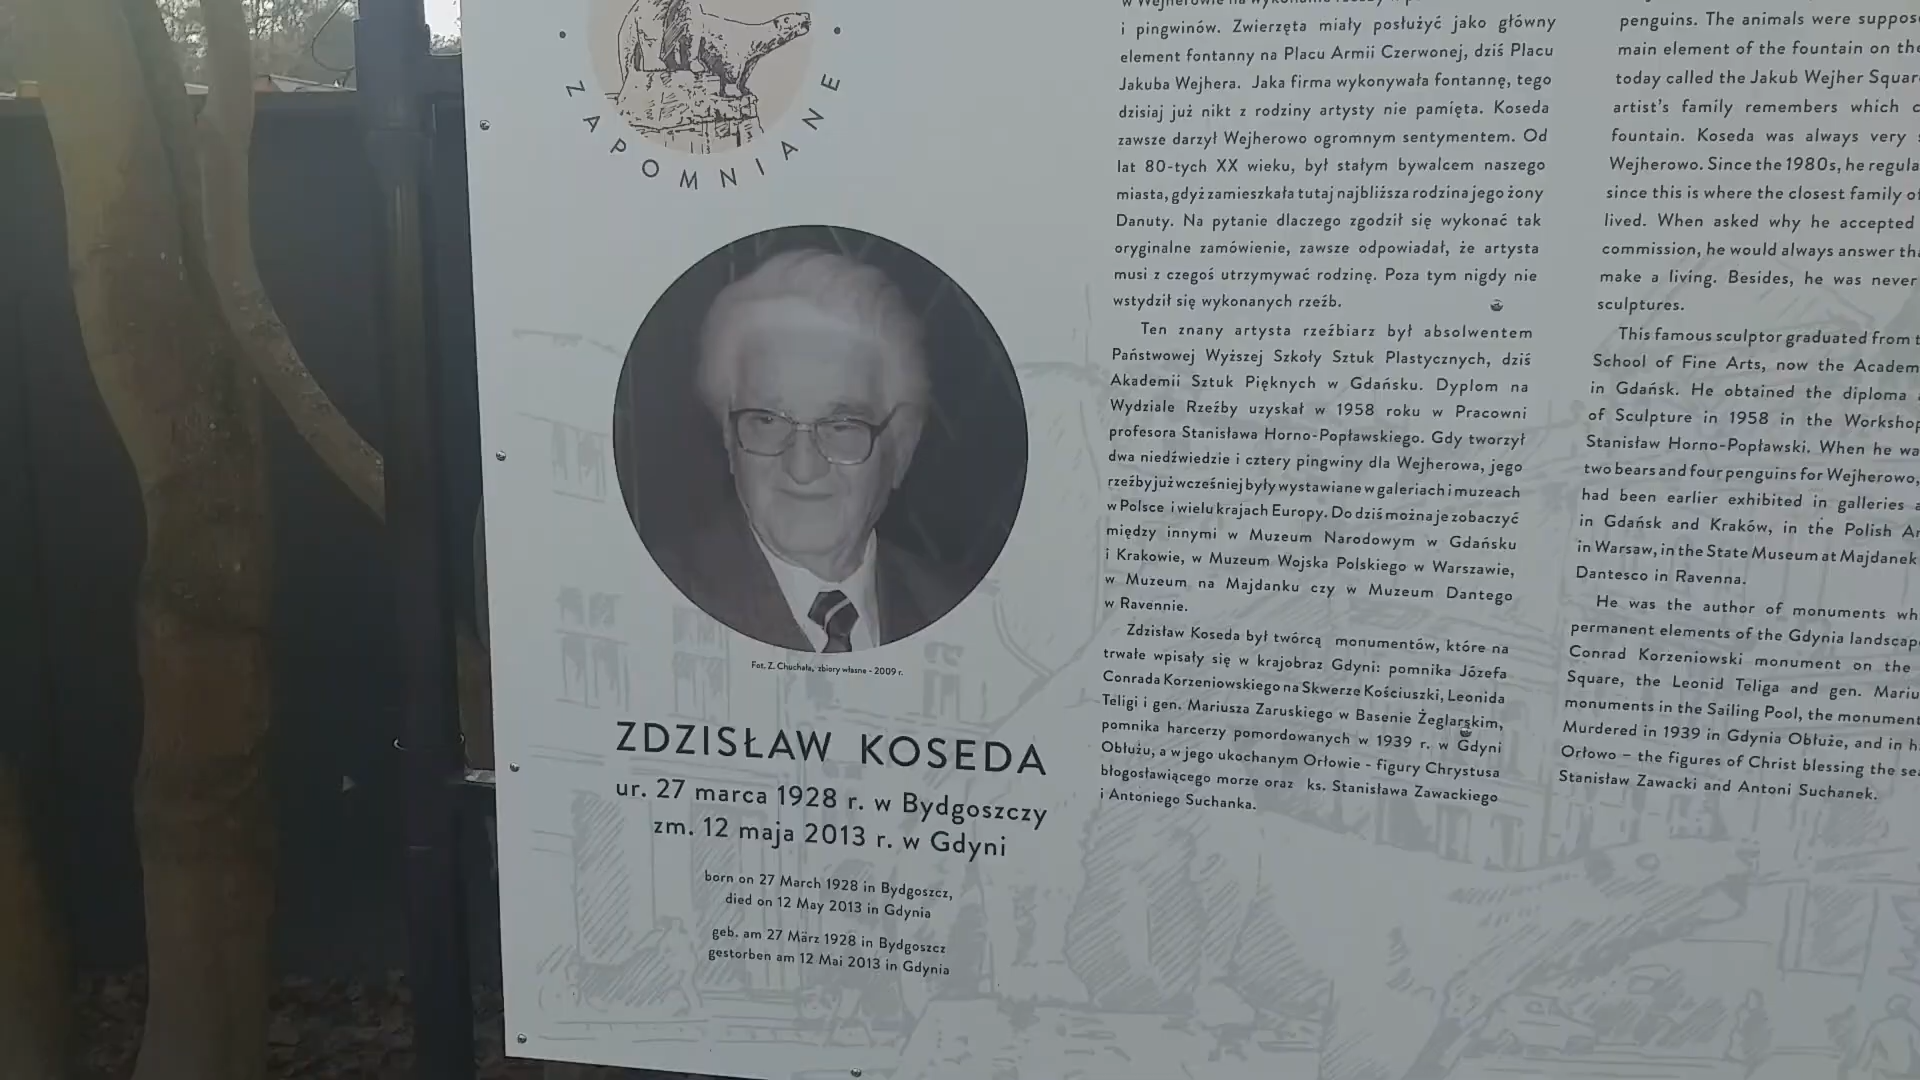 ZAPOMNIANE
Fot. Z. Chuchała, zbiory własne - 2009 r.
ZDZISŁAW KOSEDA
ur. 27 marca 1928 r. w Bydgoszczy
zm. 12 maja 2013 r. w Gdyni
born on 27 March 1928 in Bydgoszcz,
died on 12 May 2013 in Gdynia
geb. am 27 März 1928 in Bydgoszcz
gestorben am 12 Mai 2013 in Gdynia
i pingwinów. Zwierzęta miały posłużyć jako główny
element fontanny na Placu Armii Czerwonej, dziś Placu
Jakuba Wejhera. Jaka firma wykonywała fontannę, tego
dzisiaj już nikt z rodziny artysty nie pamięta. Koseda
zawsze darzył Wejherowo ogromnym sentymentem. Od
lat 80-tych XX wieku, był stałym bywalcem naszego
miasta, gdyż zamieszkała tutaj najbliższa rodzina jego żony
Danuty. Na pytanie dlaczego zgodził się wykonać tak
oryginalne zamówienie, zawsze odpowiadał, że artysta
musi z czegoś utrzymywać rodzinę. Poza tym nigdy nie
wstydził się wykonanych rzeźb.
Ten znany artysta rzeźbiarz był absolwentem
Państwowej Wyższej Szkoły Sztuk Plastycznych, dziś
Akademii Sztuk Pięknych w Gdańsku. Dyplom na
Wydziale Rzeźby uzyskał w 1958 roku w Pracowni
profesora Stanisława Horno-Popławskiego. Gdy tworzył
dwa niedźwiedzie i cztery pingwiny dla Wejherowa, jego
rzeźby już wcześniej były wystawiane w galeriach i muzeach
w Polsce i wielu krajach Europy. Do dziś można je zobaczyć
między innymi w Muzeum Narodowym w Gdańsku
i Krakowie, w Muzeum Wojska Polskiego w Warszawie,
w Muzeum na Majdanku czy w Muzeum Dantego
w Ravennie.
Zdzisław Koseda był twórcą monumentów, które na
trwałe wpisały się w krajobraz Gdyni: pomnika Józefa
Conrada Korzeniowskiego na Skwerze Kościuszki, Leonida
Teligi i gen. Mariusza Zaruskiego w Basenie Żeglarskim,
pomnika harcerzy pomordowanych w 1939 r. w Gdyni
Obłużu, a w jego ukochanym Orłowie - figury Chrystusa
błogosławiącego morze oraz ks. Stanisława Zawackiego
i Antoniego Suchanka.
penguins. The animals were
main element of the fountain on the
today called the Jakub Wejher
artist's family remembers which
fountain. Koseda was always very
Wejherowo. Since the 1980s, he
since this is where the closest family
lived. When asked why he accepted
commission, he would always answer
make a living. Besides, he was never
sculptures.
This famous sculptor graduated from
School of Fine Arts, now the
in Gdańsk. He obtained the diploma
of Sculpture in 1958 in the
Stanisław Horno-Popławski. When he
two bears and four penguins for Wejherowo,
had been earlier exhibited in galleries
in Gdańsk and Kraków, in the Polish
in Warsaw, in the State Museum at Majdanek
Dantesco in Ravenna.
He was the author of monuments
permanent elements of the Gdynia
Conrad Korzeniowski monument on the
Square, the Leonid Teliga and gen.
monuments in the Sailing Pool, the
Murdered in 1939 in Gdynia Obłuże, and in
Orłowo – the figures of Christ blessing the
Stanisław Zawacki and Antoni Suchanek.